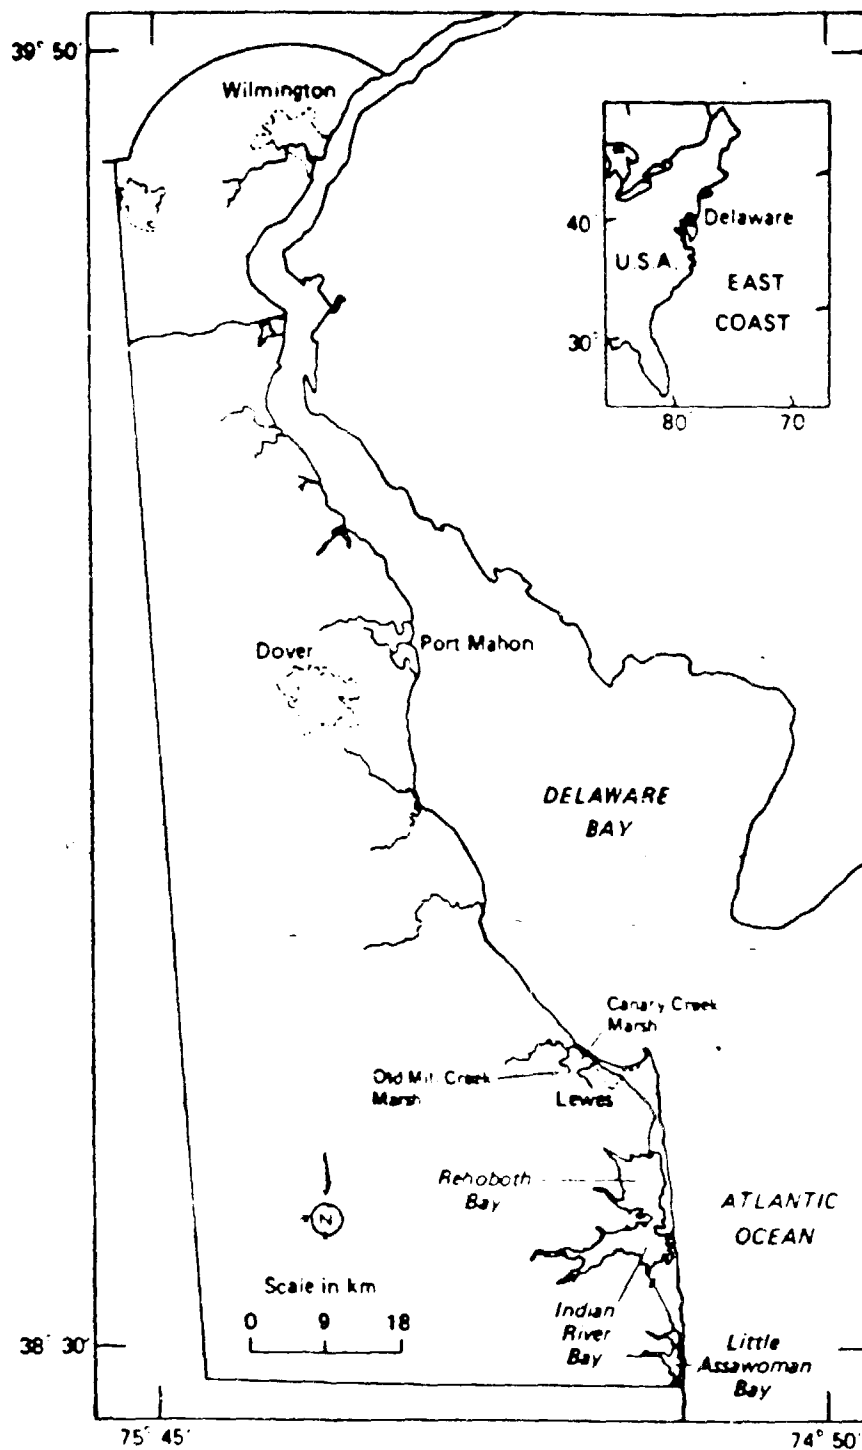 39° 50'
Wilmington
40°
Delaware
U.S.A.
EAST
COAST
30°
80°
70
Dover
Port Mahon
DELAWARE
BAY
Canary Creek
Marsh
Old Mill Creek
Marsh
Lewes
Rehoboth
Bay
ATLANTIC
OCEAN
N
Scale in km
0 9 18
Indian
River
Bay
Little
Assawoman
Bay
38° 30'
75° 45'
74° 50'